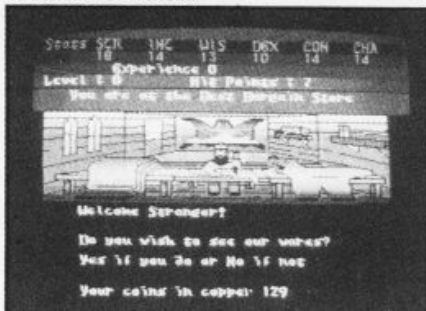 Stats STR INT WIS DEX CON CHA
18 14 13 10 14 14
Experience 0
Level : 0 Hit Points : 7
You are at the Best Bargain Store
Welcome Stranger!
Do you wish to see our wares?
Yes if you do or No if not
Your coins in copper 129